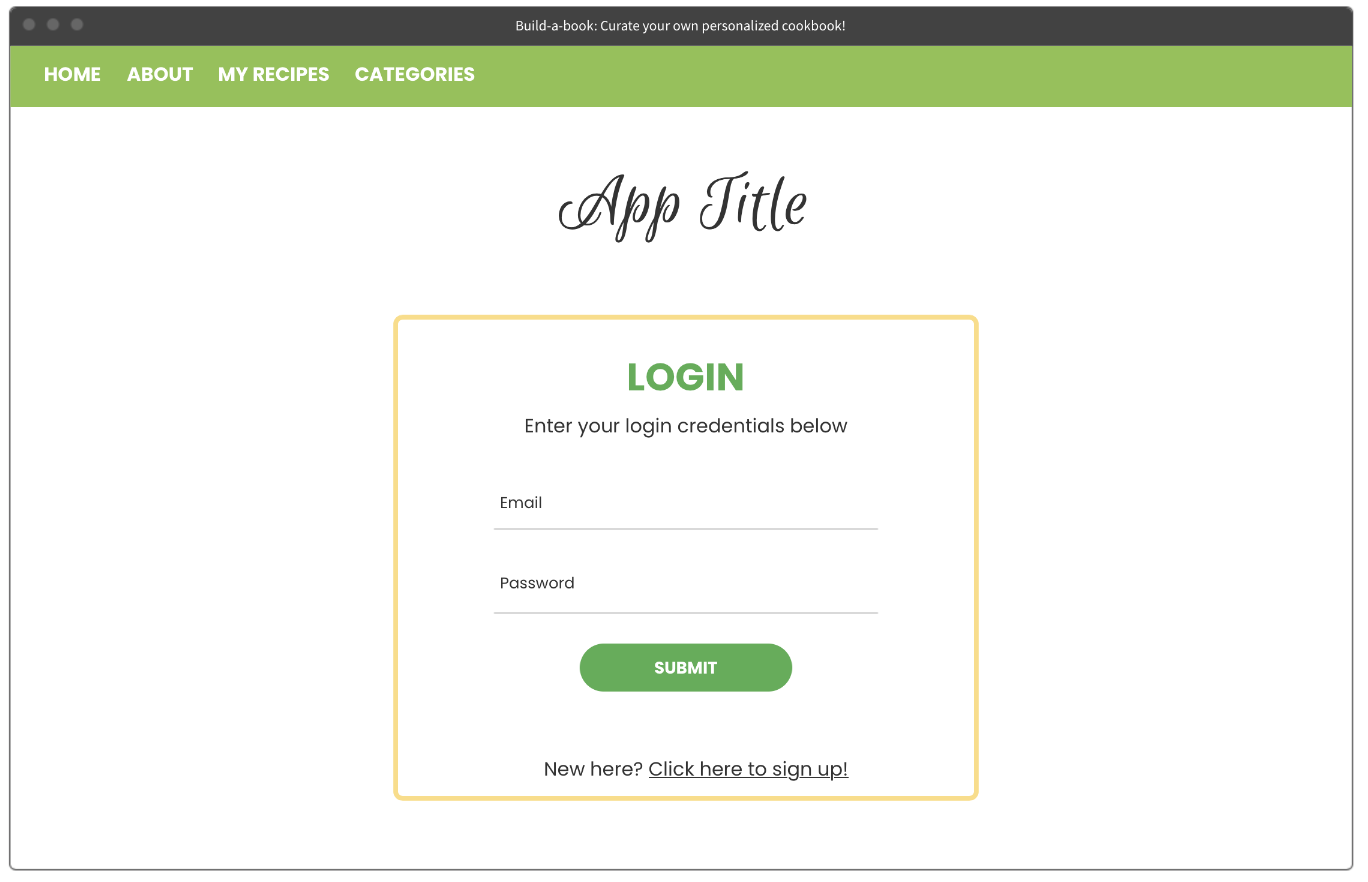 Build-a-book: Curate your own personalized cookbook!
HOME ABOUT MY RECIPES CATEGORIES
App Title
LOGIN
Enter your login credentials below
Email
Password
SUBMIT
New here? Click here to sign up!